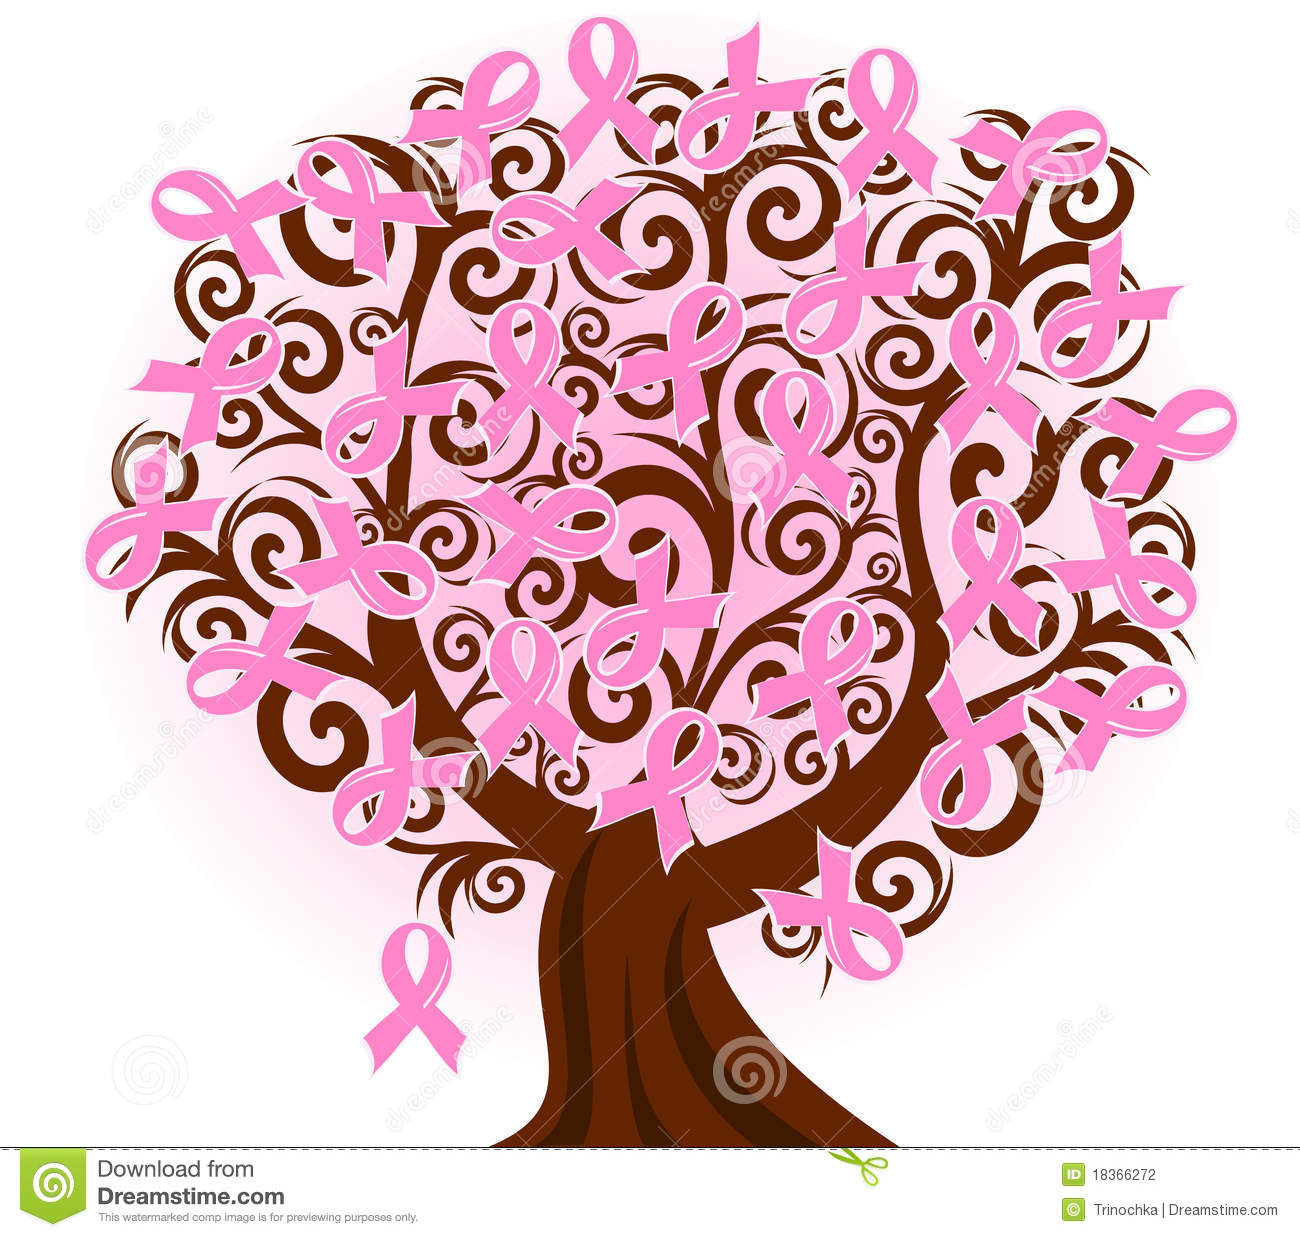 Download from
Dreamstime.com
This watermarked comp image is for previewing purposes only.
ID 18366272
© Trinochka | Dreamstime.com